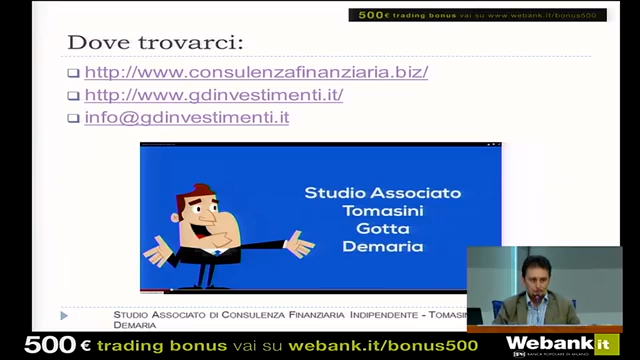 500€ trading bonus vai su www.webank.it/bonus500
Dove trovarci:
http://www.consulenzafinanziaria.biz/
http://www.gdinvestimenti.it/
info@gdinvestimenti.it
Studio Associato
Tomasini
Gotta
Demaria
STUDIO ASSOCIATO DI CONSULENZA FINANZIARIA INDIPENDENTE - TOMASIN
DEMARIA
500 € trading bonus vai su webank.it/bonus500
Webank.it
BANCA POPOLARE DI MILANO